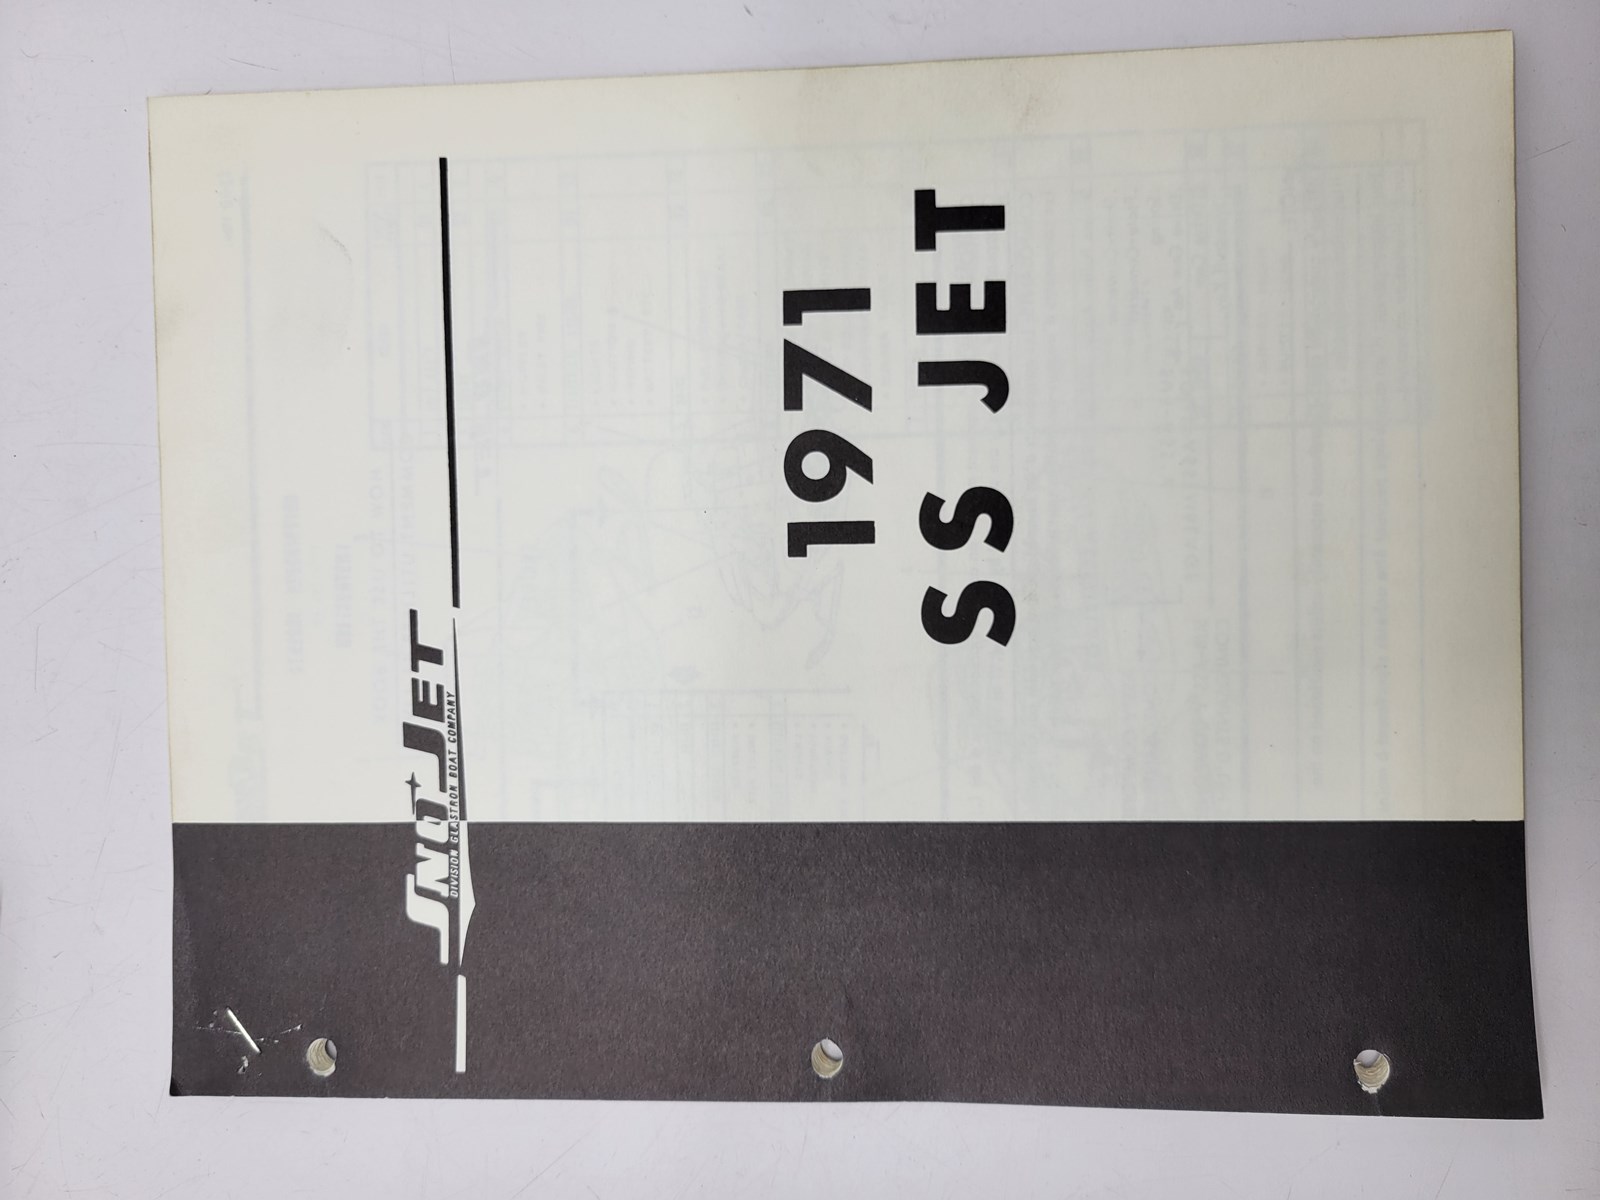 SNO JET
DIVISION GLASTRON BOAT COMPANY
1971
SS JET